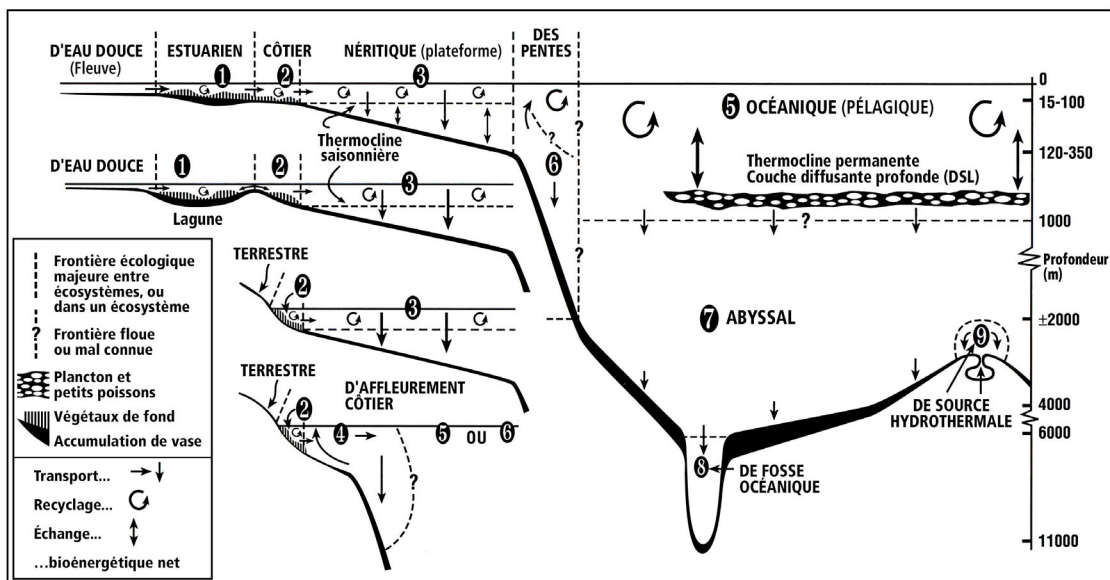 D'EAU DOUCE
(Fleuve)
ESTUARIEN
CÔTIER
NÉRITIQUE (plateforme)
DES
PENTES
1
2
3
0
15-100
120-350
1000
Profondeur
(m)
±2000
4000
6000
11000
5 OCÉANIQUE (PÉLAGIQUE)
?
?
6
Thermocline
saisonnière
Thermocline permanente
Couche diffusante profonde (DSL)
?
?
D'EAU DOUCE
1
2
3
Lagune
TERRESTRE
2
3
7 ABYSSAL
9
DE SOURCE
HYDROTHERMALE
TERRESTRE
D'AFFLEUREMENT
CÔTIER
2
4
5 OU 6
?
8
DE FOSSE
OCÉANIQUE
Frontière écologique
majeure entre
écosystèmes, ou
dans un écosystème
? Frontière floue
ou mal connue
Plancton et
petits poissons
Végétaux de fond
Accumulation de vase
Transport...
Recyclage...
Échange...
...bioénergétique net